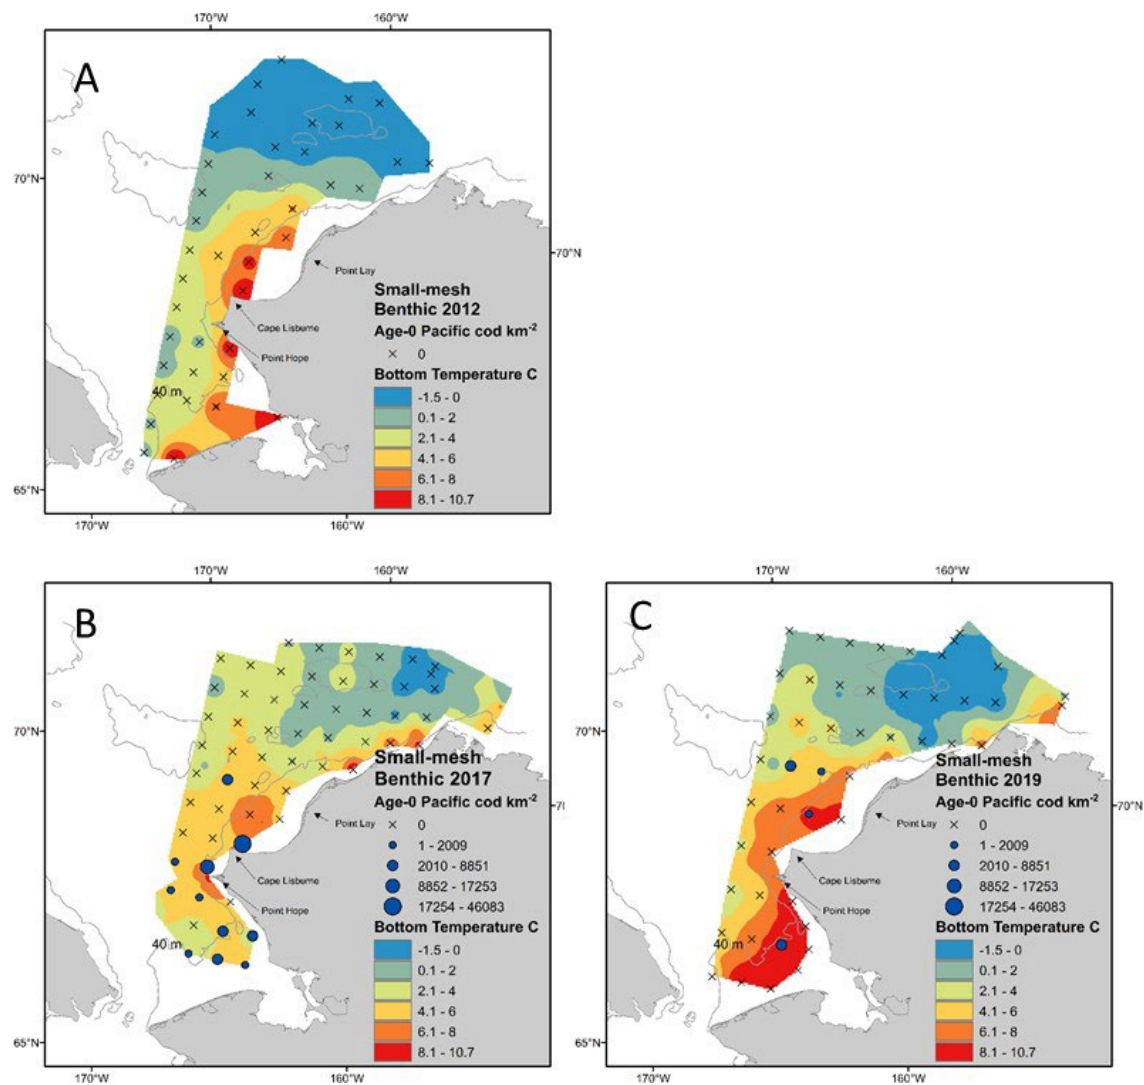 170°W 160°W
A
70°N
70°N
Point Lay
Small-mesh
Benthic 2012
Age-0 Pacific cod km-2
Cape Lisburne
0
Point Hope
Bottom Temperature C
40 m
-1.5 - 0
0.1 - 2
2.1 - 4
4.1 - 6
6.1 - 8
8.1 - 10.7
65°N
170°W 160°W
170°W 160°W
B
70°N
Small-mesh
Benthic 2017
Age-0 Pacific cod km-2
Point Lay
0
1 - 2009
2010 - 8851
Cape Lisburne
8852 - 17253
Point Hope
17254 - 46083
Bottom Temperature C
40 m
-1.5 - 0
0.1 - 2
2.1 - 4
4.1 - 6
6.1 - 8
8.1 - 10.7
65°N
170°W 160°W
170°W 160°W
C
Small-mesh
Benthic 2019
Age-0 Pacific cod km-2
70°N
Point Lay
0
1 - 2009
2010 - 8851
Cape Lisburne
8852 - 17253
Point Hope
17254 - 46083
Bottom Temperature C
40 m
-1.5 - 0
0.1 - 2
2.1 - 4
4.1 - 6
6.1 - 8
8.1 - 10.7
170°W 160°W